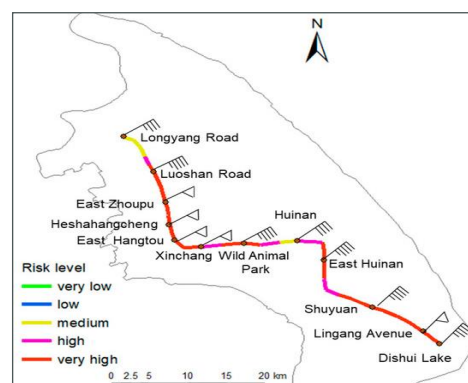 N
Longyang Road
Luoshan Road
East Zhoupu
Heshahangcheng
East Hangtou
Xinchang
Wild Animal
Park
Huinan
East Huinan
Shuyuan
Lingang Avenue
Dishui Lake
Risk level
very low
low
medium
high
very high
0 2.5 5 10 15 20 km